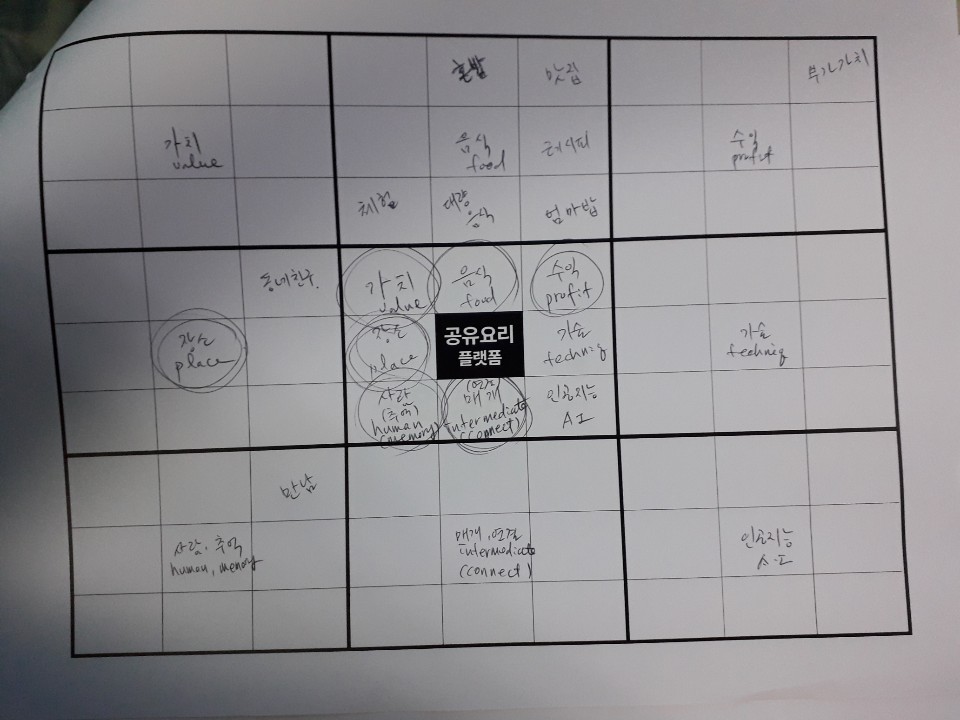 혼밥 맛집 부가가치
가치 음식 레시피 수익
value food profit
체험 대량 엄마밥
음식
동네친구. 가치 음식 수익
value food profit
장소 장소 공유요리 기술 기술
place place 플랫폼 techniq techniq
사람 (연결) 인공지능
(추억) 매개 AI
human intermediate
(memory) (connect)
만남
사람, 추억 매개, 연결 인공지능
human, memory intermediate A.I
(connect)